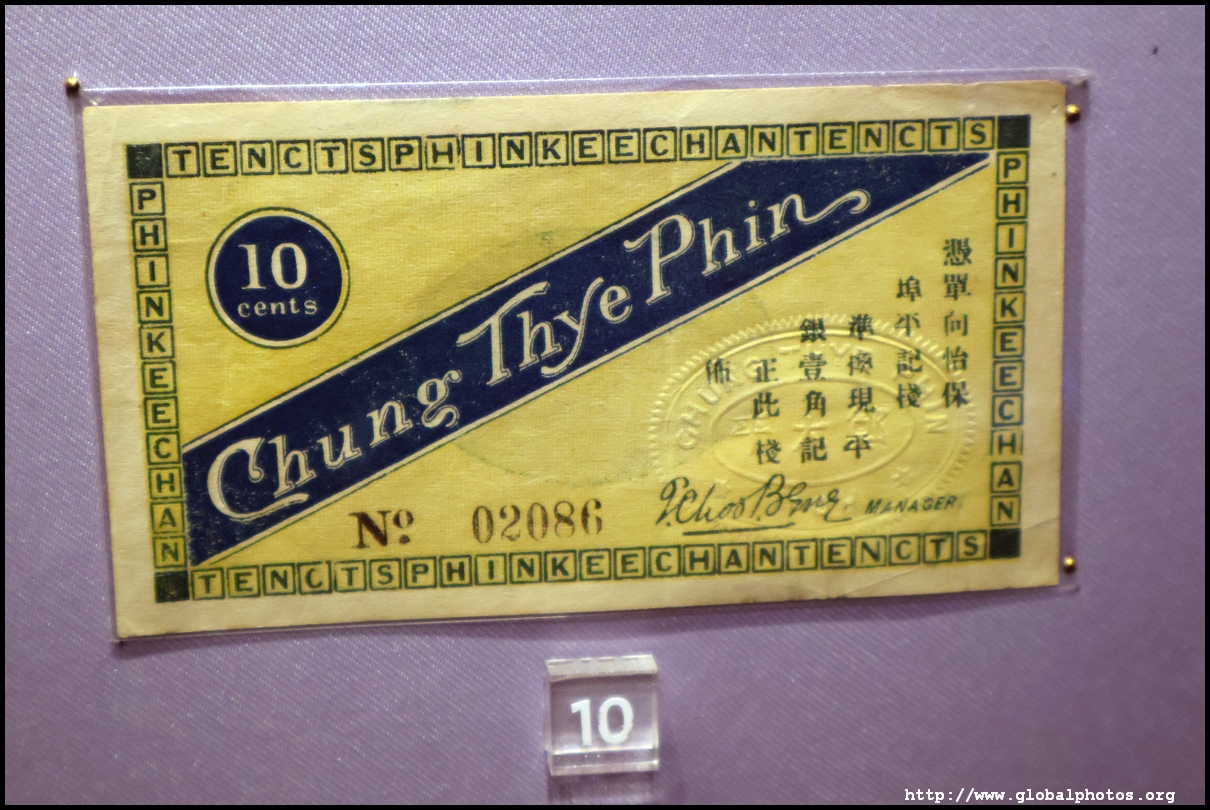 TENCTSPHINKEECHANTENCTS
PHINKEECHAN
PHINKEECHAN
10
cents
Chung Thye Phin
憑單向怡保
埠平記棧
準換現平
銀壹角記
正此棧
佈
Nº 02086
MANAGER.
TENCTSPHINKEECHANTENCTS
10
http://www.globalphotos.org